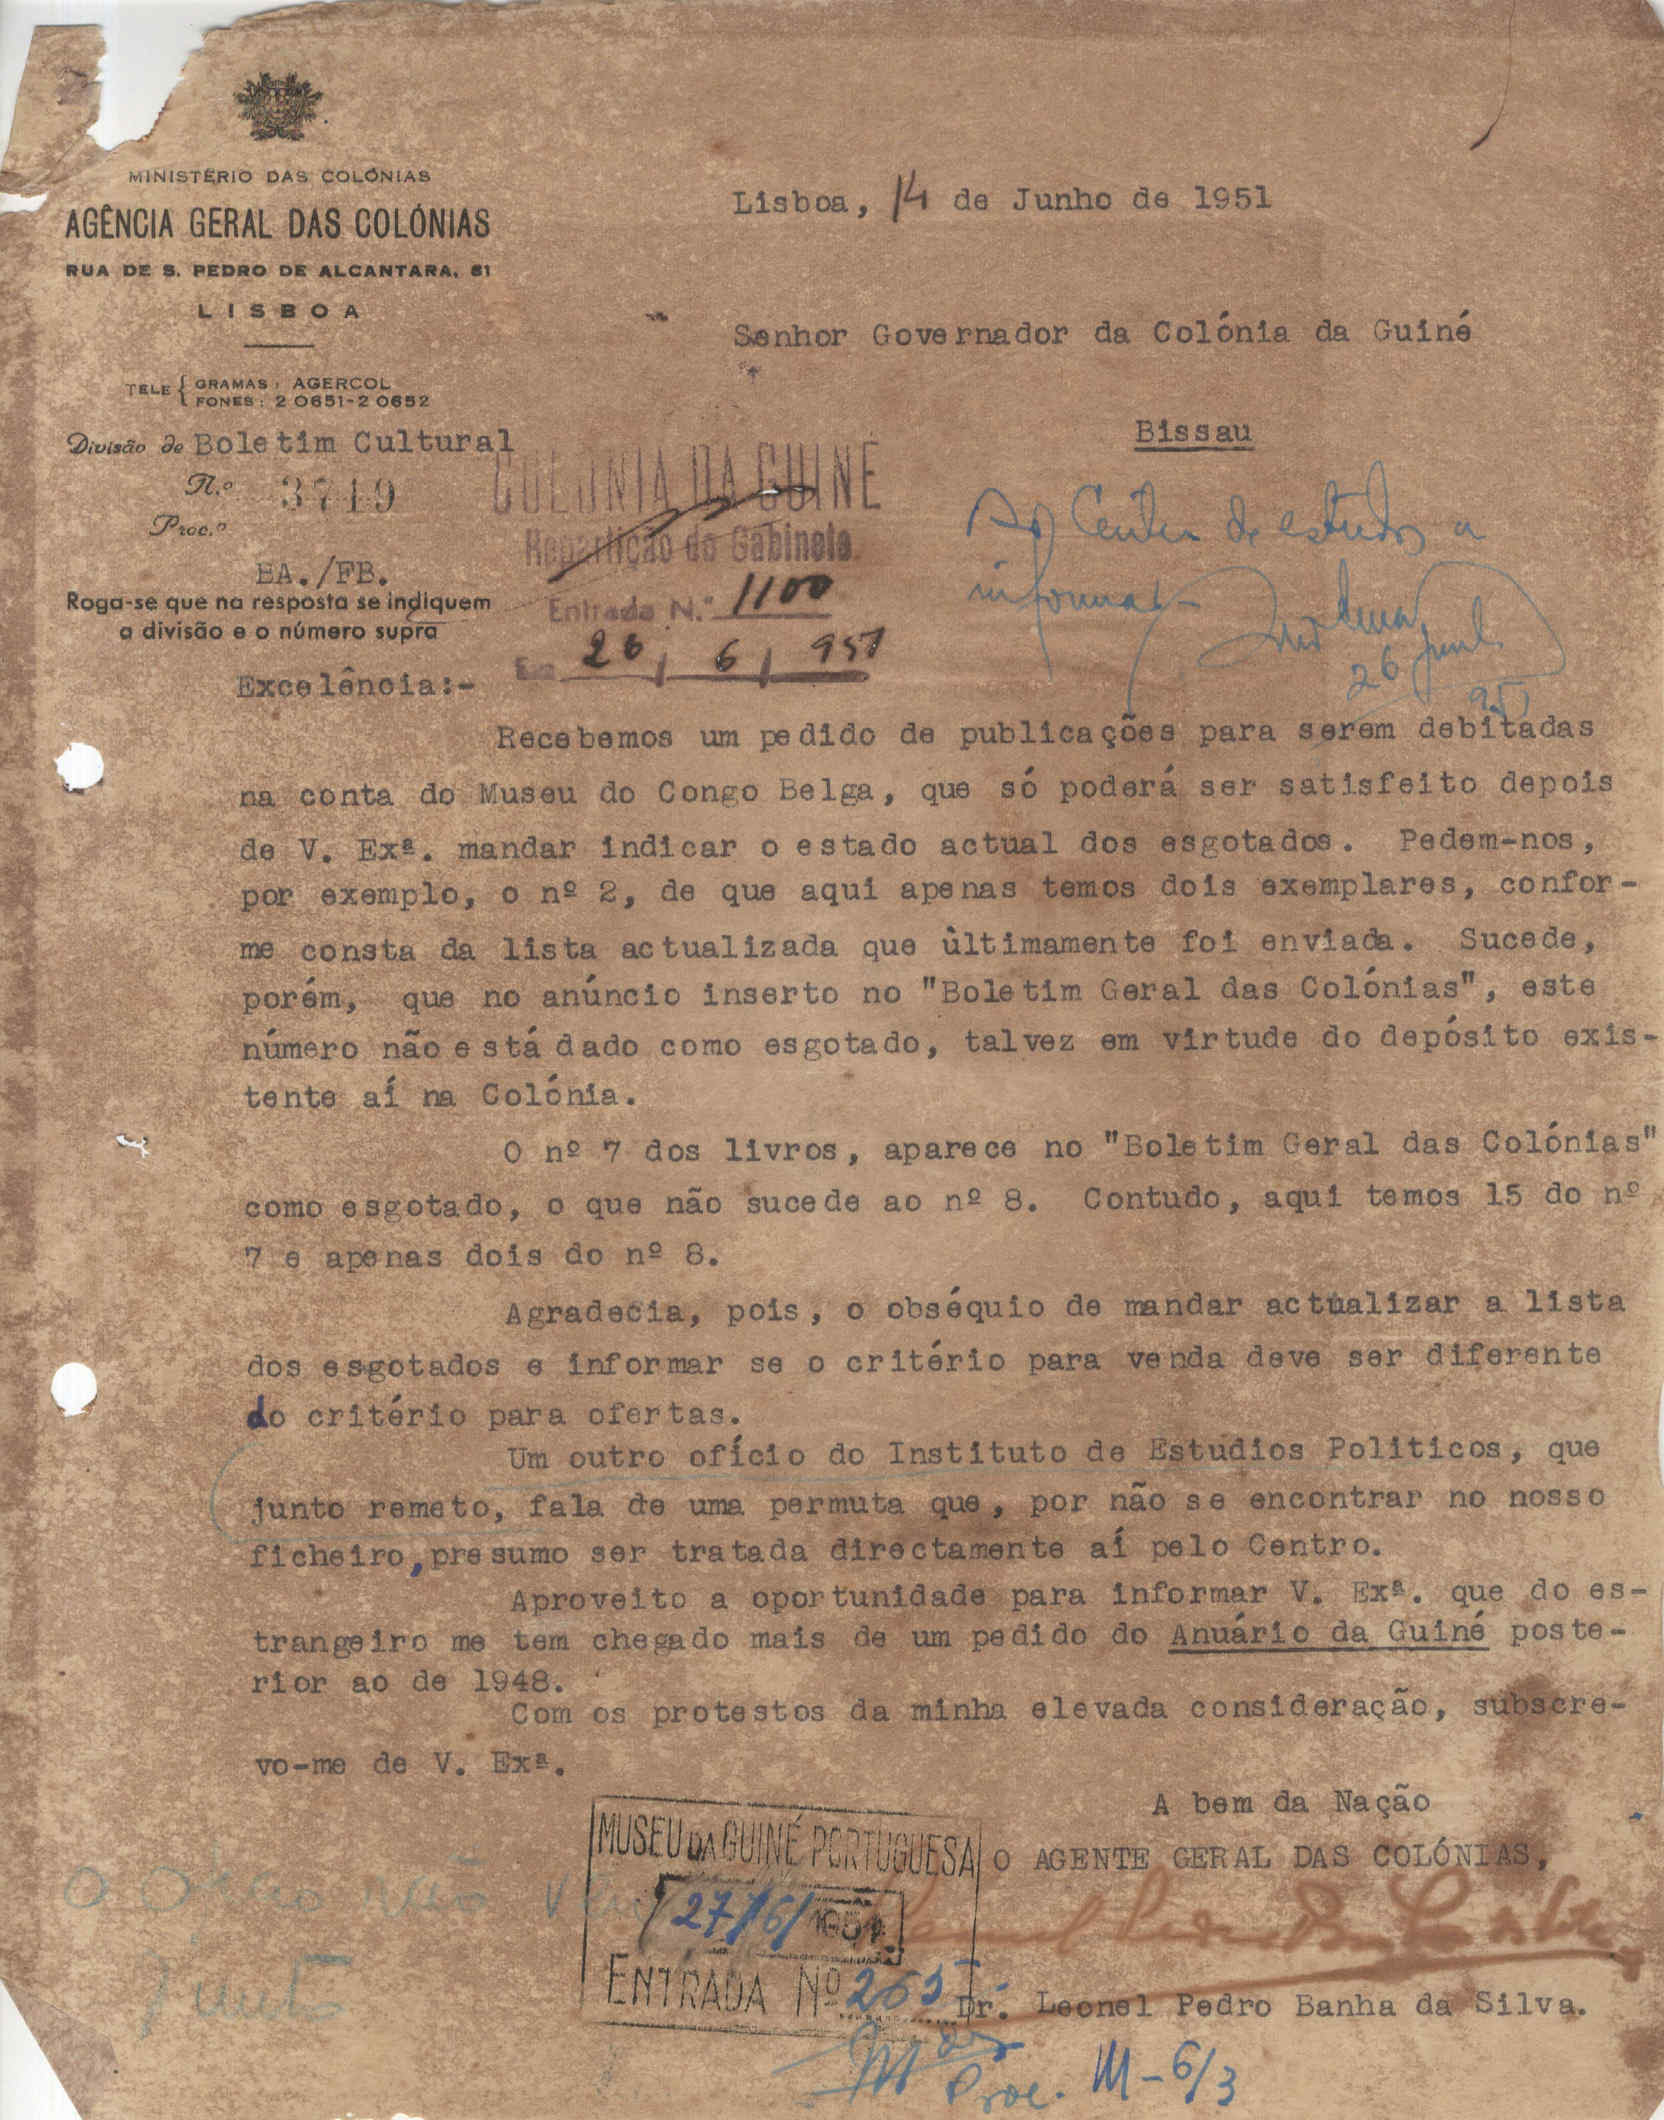 MINISTÉRIO DAS COLÓNIAS
AGÊNCIA GERAL DAS COLÓNIAS
RUA DE S. PEDRO DE ALCANTARA, 81
LISBOA
TELE { GRAMAS: AGERCOL
FONES: 2 0651-2 0652
Divisão de Boletim Cultural
N.º 3719
Proc.º
EA./FB.
Roga-se que na resposta se indiquem
a divisão e o número supra
Lisboa, 14 de Junho de 1951
Senhor Governador da Colónia da Guiné
Bissau
COLONIA DA GUINÉ
Repartição do Gabinete
Entrada N.º 1100
Em 26/6/951
Ao Centro de estudos a
informar
26 Junho
951
Excelência:-
Recebemos um pedido de publicações para serem debitadas
na conta do Museu do Congo Belga, que só poderá ser satisfeito depois
de V. Exª. mandar indicar o estado actual dos esgotados. Pedem-nos,
por exemplo, o nº 2, de que aqui apenas temos dois exemplares, confor-
me consta da lista actualizada que ùltimamente foi enviada. Sucede,
porém, que no anúncio inserto no "Boletim Geral das Colónias", este
número não está dado como esgotado, talvez em virtude do depósito exis-
tente aí na Colónia.
O nº 7 dos livros, aparece no "Boletim Geral das Colónias"
como esgotado, o que não sucede ao nº 8. Contudo, aqui temos 15 do nº
7 e apenas dois do nº 8.
Agradecia, pois, o obséquio de mandar actualizar a lista
dos esgotados e informar se o critério para venda deve ser diferente
do critério para ofertas.
Um outro ofício do Instituto de Estudios Politicos, que
junto remeto, fala de uma permuta que, por não se encontrar no nosso
ficheiro, presumo ser tratada directamente aí pelo Centro.
Aproveito a oportunidade para informar V. Exª. que do es-
trangeiro me tem chegado mais de um pedido do Anuário da Guiné poste-
rior ao de 1948.
Com os protestos da minha elevada consideração, subscre-
vo-me de V. Exª.
A bem da Nação
O AGENTE GERAL DAS COLÓNIAS,
Dr. Leonel Pedro Banha da Silva.
MUSEU DA GUINÉ PORTUGUESA
27/6/1951
ENTRADA Nº 265
O ofício não veio
junto
Proc. M-6/3